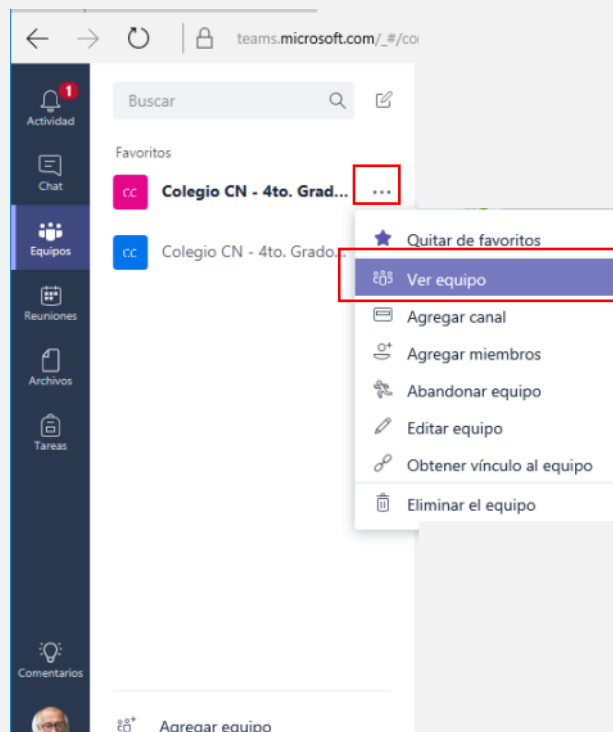 teams.microsoft.com/_#/co
1
Actividad
Chat
Equipos
Reuniones
Archivos
Tareas
Comentarios
Buscar
Favoritos
CC Colegio CN - 4to. Grad... ...
CC Colegio CN - 4to. Grado...
Quitar de favoritos
Ver equipo
Agregar canal
Agregar miembros
Abandonar equipo
Editar equipo
Obtener vínculo al equipo
Eliminar el equipo
Agregar equipo